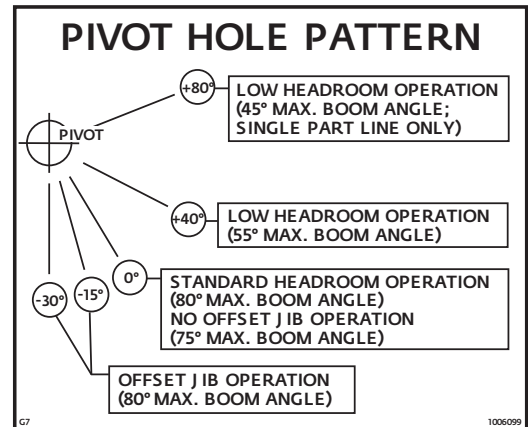 PIVOT HOLE PATTERN
+80°
LOW HEADROOM OPERATION
(45° MAX. BOOM ANGLE;
SINGLE PART LINE ONLY)
PIVOT
+40°
LOW HEADROOM OPERATION
(55° MAX. BOOM ANGLE)
-30°
-15°
0°
STANDARD HEADROOM OPERATION
(80° MAX. BOOM ANGLE)
NO OFFSET JIB OPERATION
(75° MAX. BOOM ANGLE)
OFFSET JIB OPERATION
(80° MAX. BOOM ANGLE)
G7
1006099